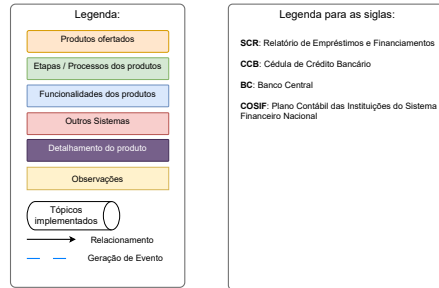 Legenda:
Produtos ofertados
Etapas / Processos dos produtos
Funcionalidades dos produtos
Outros Sistemas
Detalhamento do produto
Observações
Tópicos
implementados
Relacionamento
Geração de Evento
Legenda para as siglas:
SCR: Relatório de Empréstimos e Financiamentos
CCB: Cédula de Crédito Bancário
BC: Banco Central
COSIF: Plano Contábil das Instituições do Sistema
Financeiro Nacional